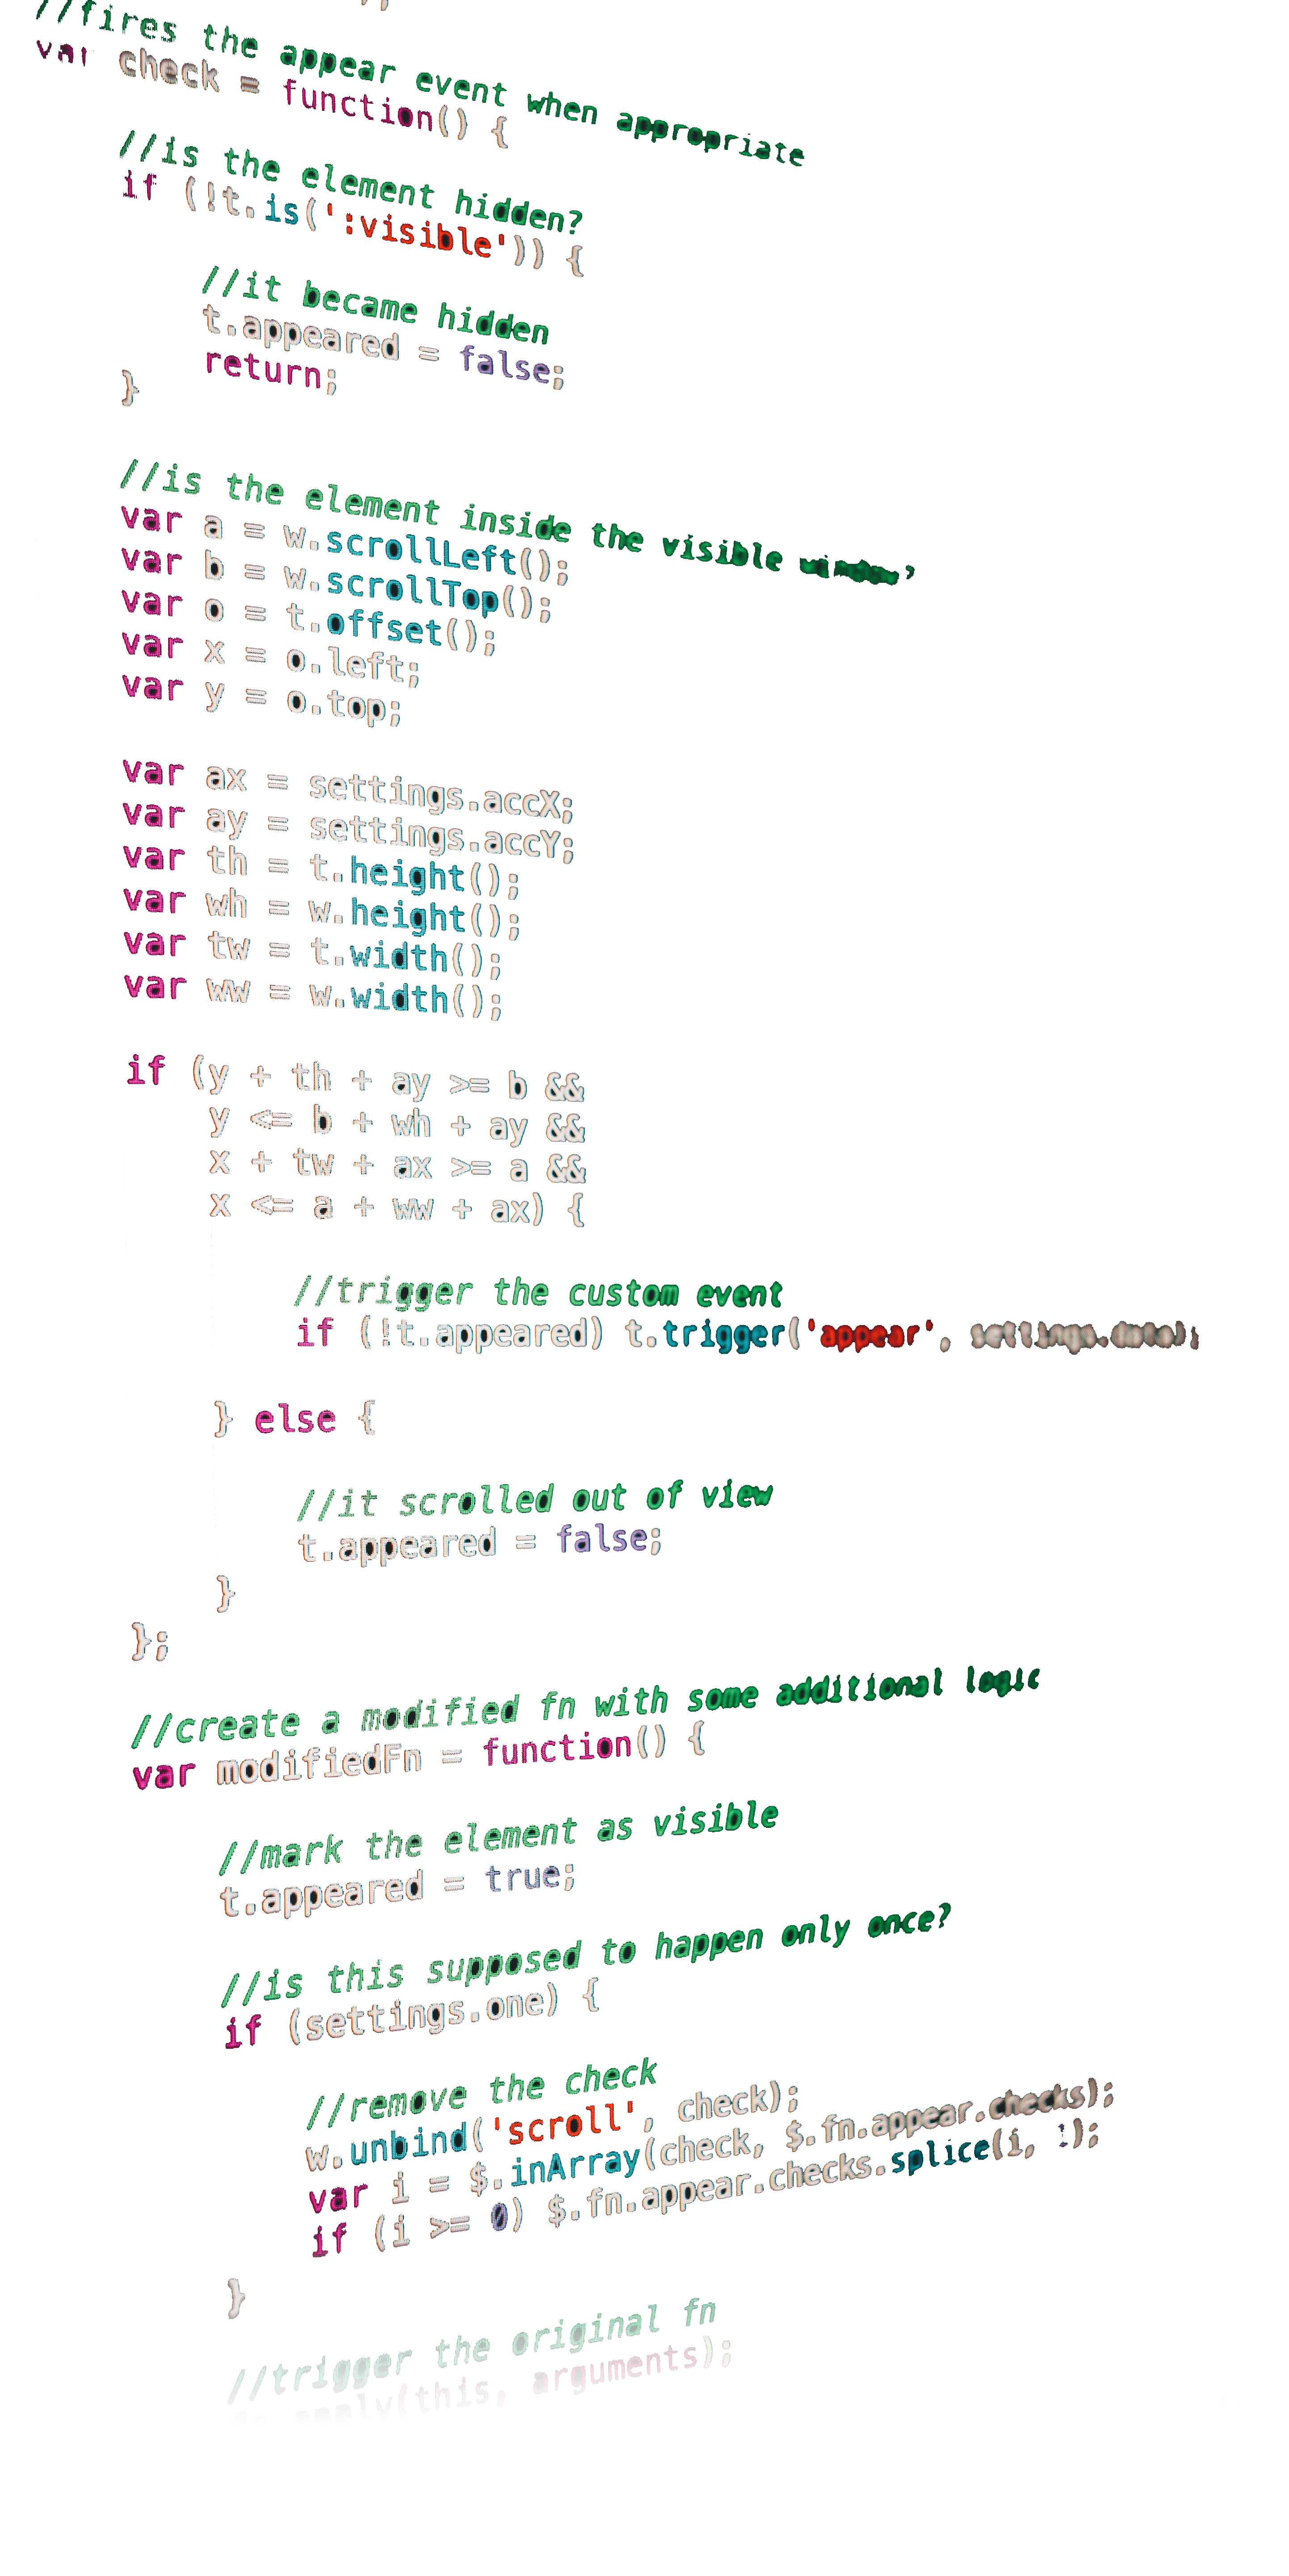 //fires the appear event when appropriate
var check = function() {
//is the element hidden?
if (!t.is(':visible')) {
//it became hidden
t.appeared = false;
return;
}
//is the element inside the visible
var a = w.scrollLeft();
var b = w.scrollTop();
var o = t.offset();
var x = o.left;
var y = o.top;
var ax = settings.accX;
var ay = settings.accY;
var th = t.height();
var wh = w.height();
var tw = t.width();
var ww = w.width();
if (y + th + ay >= b &&
y <= b + wh + ay &&
x + tw + ax >= a &&
x <= a + ww + ax) {
//trigger the custom event
if (!t.appeared) t.trigger('appear', settings.data);
} else {
//it scrolled out of view
t.appeared = false;
}
};
//create a modified fn with some additional logic
var modifiedFn = function() {
//mark the element as visible
t.appeared = true;
//is this supposed to happen only once?
if (settings.one) {
//remove the check
w.unbind('scroll', check);
var i = $.inArray(check, $.fn.appear.checks);
if (i >= 0) $.fn.appear.checks.splice(i, 1);
}
//trigger the original fn
fn.apply(this, arguments);